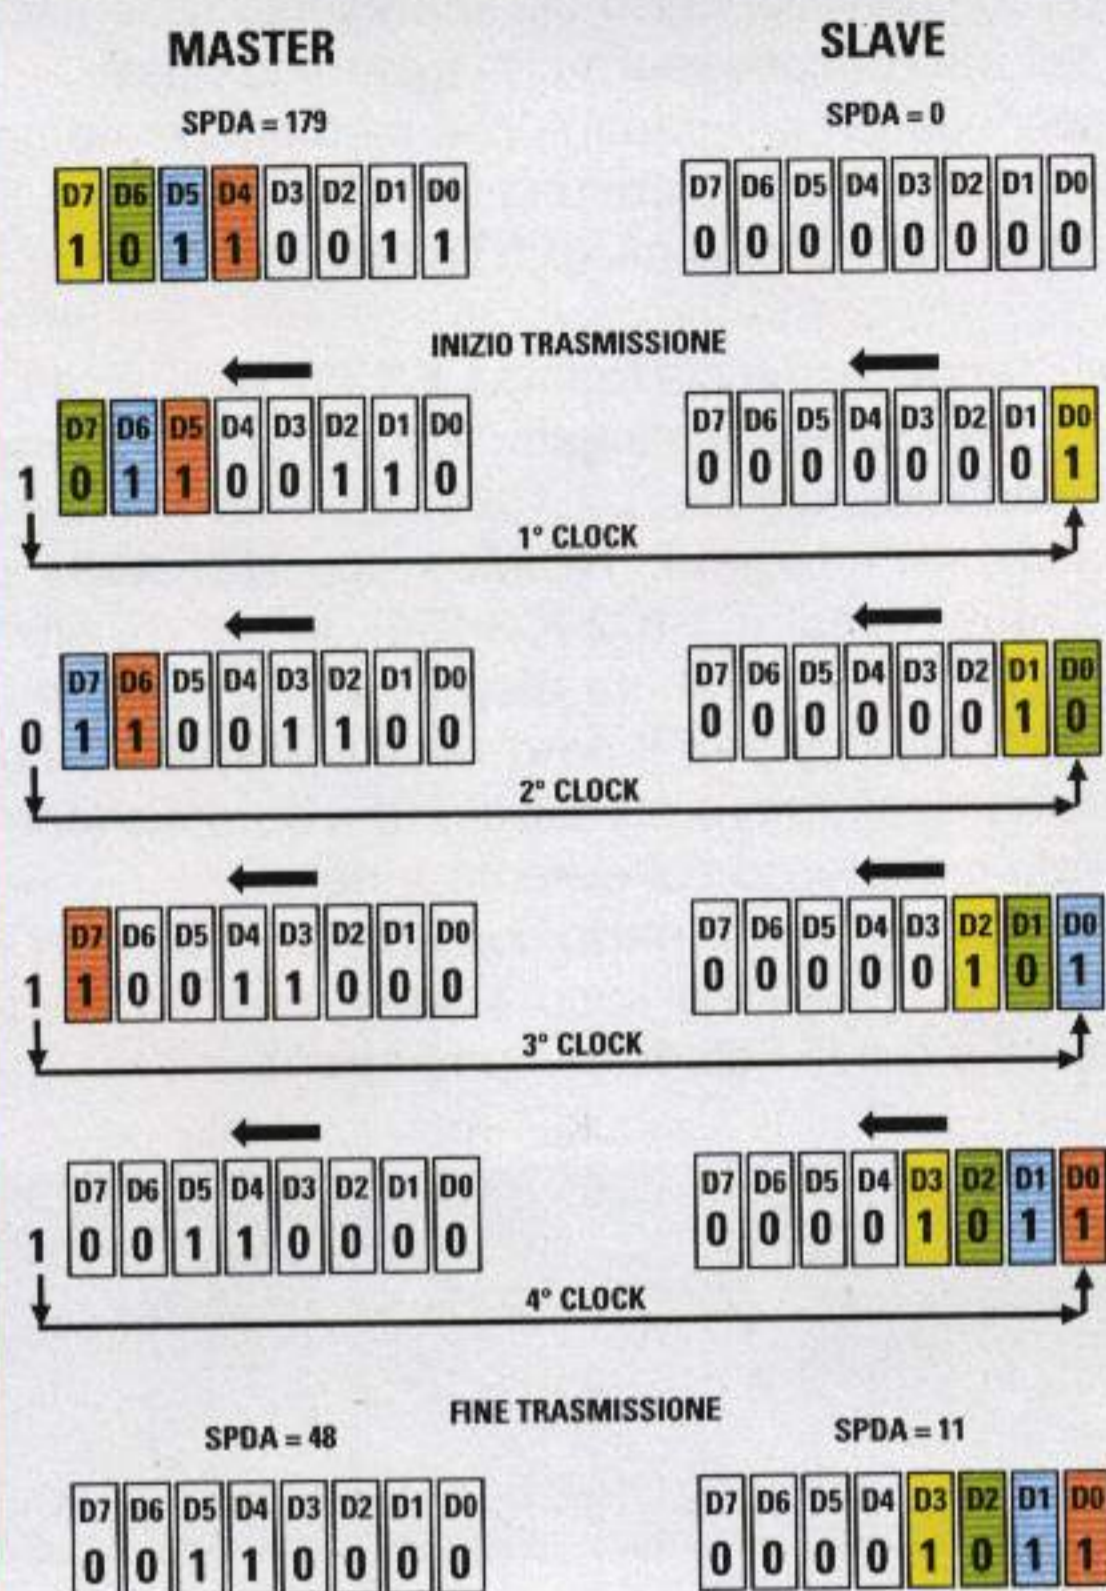 MASTER SLAVE
SPDA = 179 SPDA = 0
D7 D6 D5 D4 D3 D2 D1 D0 D7 D6 D5 D4 D3 D2 D1 D0
1 0 1 1 0 0 1 1 0 0 0 0 0 0 0 0
INIZIO TRASMISSIONE
D7 D6 D5 D4 D3 D2 D1 D0 D7 D6 D5 D4 D3 D2 D1 D0
1 0 1 1 0 0 1 1 0 0 0 0 0 0 0 0 1
1° CLOCK
D7 D6 D5 D4 D3 D2 D1 D0 D7 D6 D5 D4 D3 D2 D1 D0
0 1 1 0 0 1 1 0 0 0 0 0 0 0 0 1 0
2° CLOCK
D7 D6 D5 D4 D3 D2 D1 D0 D7 D6 D5 D4 D3 D2 D1 D0
1 1 0 0 1 1 0 0 0 0 0 0 0 0 1 0 1
3° CLOCK
D7 D6 D5 D4 D3 D2 D1 D0 D7 D6 D5 D4 D3 D2 D1 D0
1 0 0 1 1 0 0 0 0 0 0 0 0 1 0 1 1
4° CLOCK
FINE TRASMISSIONE
SPDA = 48 SPDA = 11
D7 D6 D5 D4 D3 D2 D1 D0 D7 D6 D5 D4 D3 D2 D1 D0
0 0 1 1 0 0 0 0 0 0 0 0 1 0 1 1